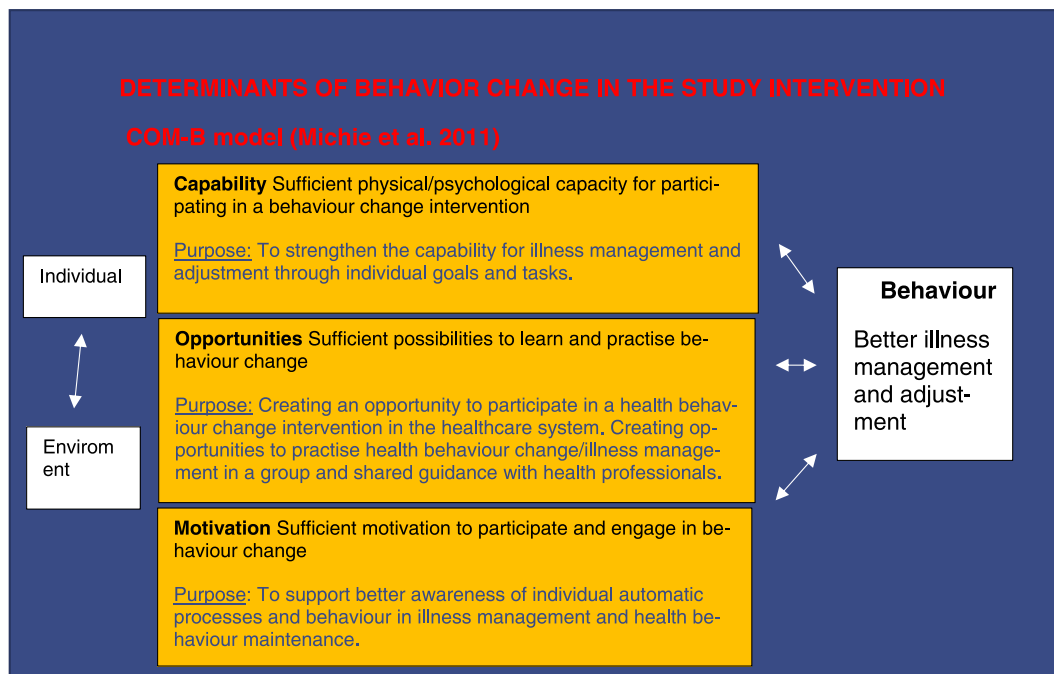 DETERMINANTS OF BEHAVIOR CHANGE IN THE STUDY INTERVENTION
COM-B model (Michie et al. 2011)
Capability Sufficient physical/psychological capacity for partici-
pating in a behaviour change intervention
Purpose: To strengthen the capability for illness management and
adjustment through individual goals and tasks.
Individual
Opportunities Sufficient possibilities to learn and practise be-
haviour change
Purpose: Creating an opportunity to participate in a health behav-
iour change intervention in the healthcare system. Creating op-
portunities to practise health behaviour change/illness manage-
ment in a group and shared guidance with health professionals.
Envirom
ent
Motivation Sufficient motivation to participate and engage in be-
haviour change
Purpose: To support better awareness of individual automatic
processes and behaviour in illness management and health be-
haviour maintenance.
Behaviour
Better illness
management
and adjust-
ment